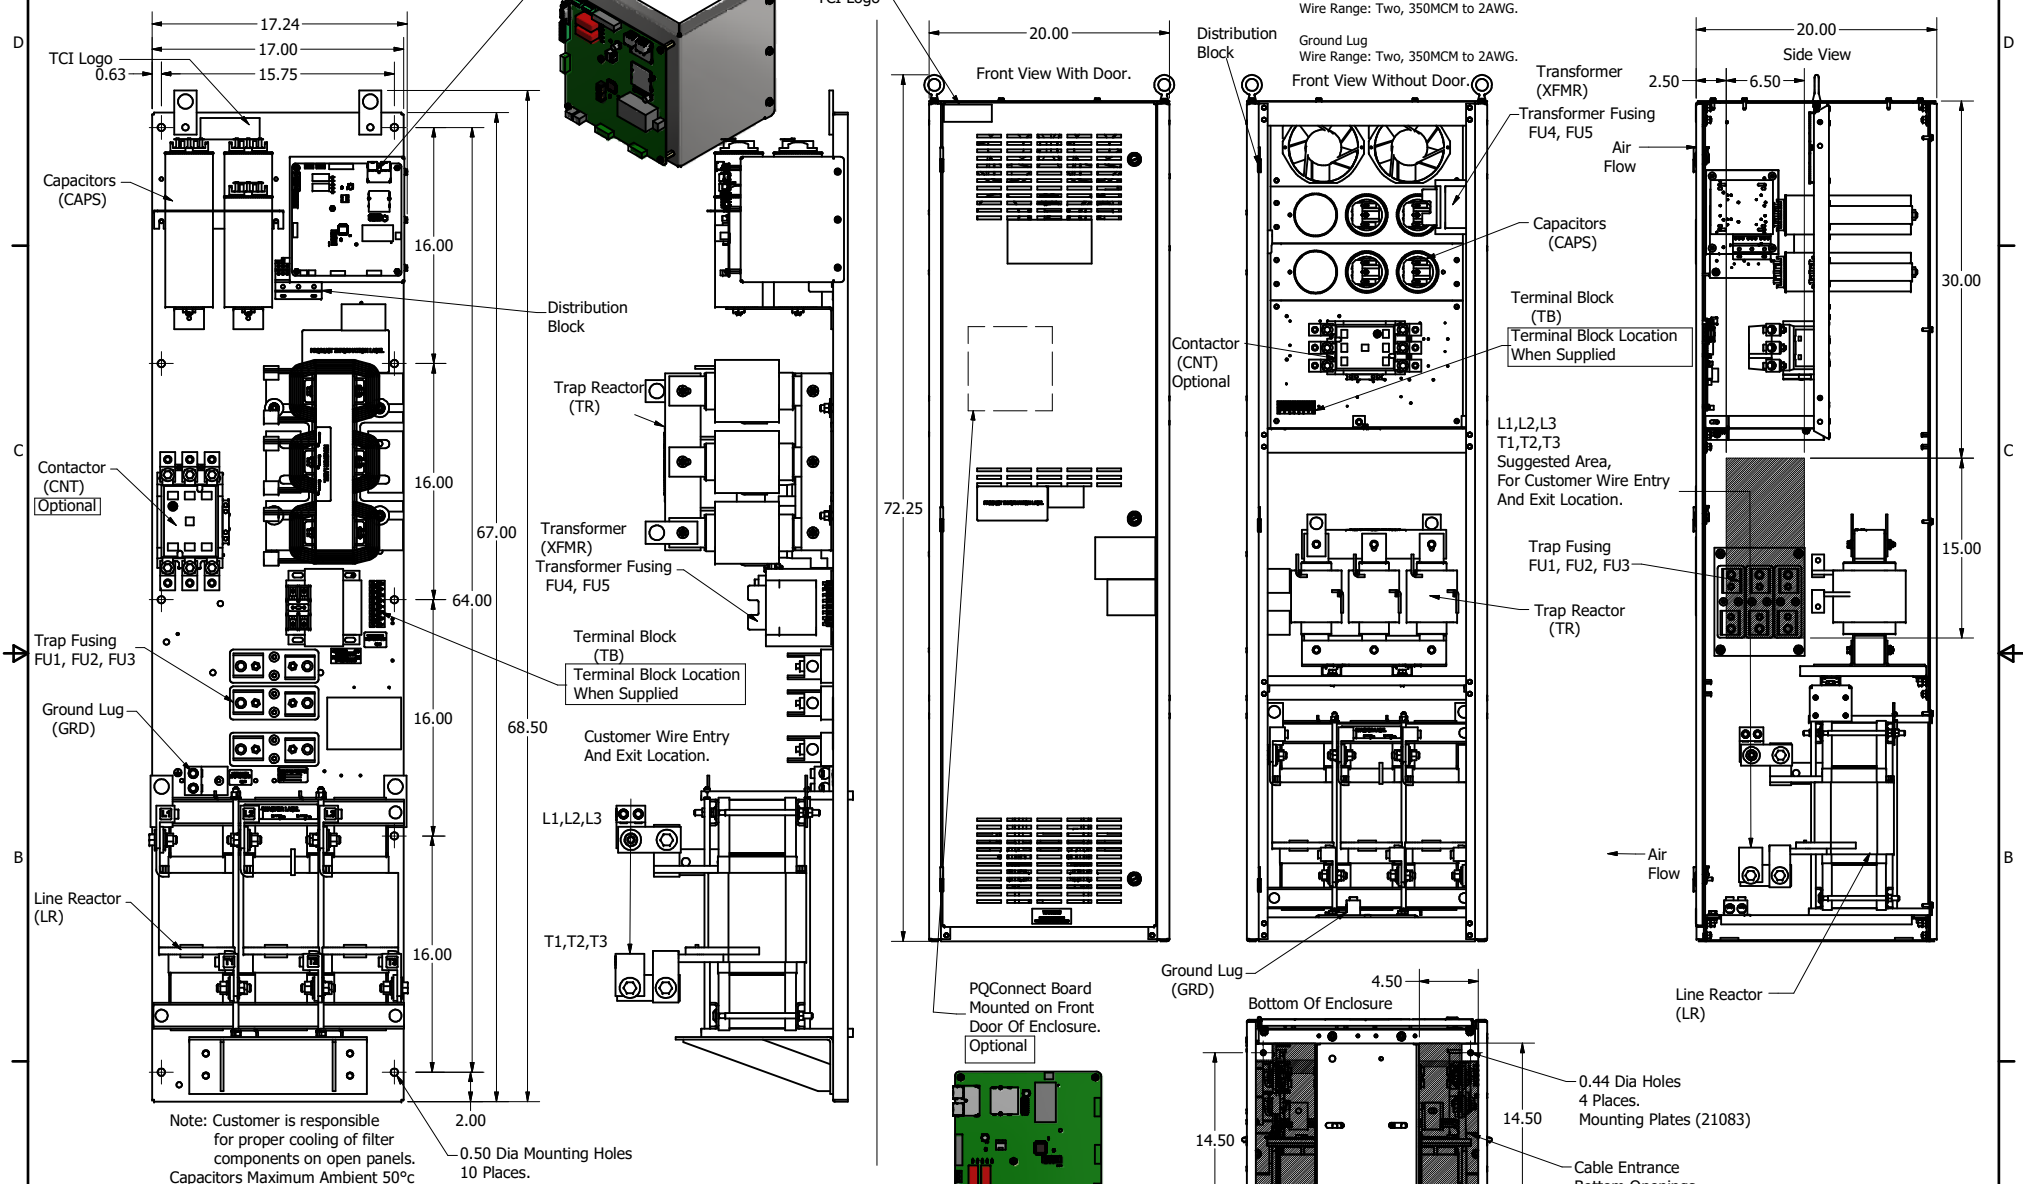 D
17.24
17.00
TCI Logo
0.63
15.75
Capacitors
(CAPS)
16.00
Distribution
Block
Contactor
(CNT)
Optional
C
16.00
67.00
64.00
68.50
Trap Reactor
(TR)
Transformer
(XFMR)
Transformer Fusing
FU4, FU5
Trap Fusing
FU1, FU2, FU3
Terminal Block
(TB)
Terminal Block Location
When Supplied
Ground Lug
(GRD)
16.00
Customer Wire Entry
And Exit Location.
L1
L2
L3
L1,L2,L3
B
Line Reactor
(LR)
16.00
T1
T2
T3
T1,T2,T3
2.00
Note: Customer is responsible
for proper cooling of filter
components on open panels.
Capacitors Maximum Ambient 50°c
0.50 Dia Mounting Holes
10 Places.
TCI Logo
20.00
Front View With Door.
72.25
PQConnect Board
Mounted on Front
Door Of Enclosure.
Optional
Wire Range: Two, 350MCM to 2AWG.
Ground Lug
Wire Range: Two, 350MCM to 2AWG.
Distribution
Block
Front View Without Door.
Transformer
(XFMR)
Transformer Fusing
FU4, FU5
Capacitors
(CAPS)
Terminal Block
(TB)
Terminal Block Location
When Supplied
Contactor
(CNT)
Optional
L1,L2,L3
T1,T2,T3
Suggested Area,
For Customer Wire Entry
And Exit Location.
Trap Fusing
FU1, FU2, FU3
Trap Reactor
(TR)
Ground Lug
(GRD)
20.00
Side View
2.50
6.50
Air
Flow
30.00
15.00
Air
Flow
Line Reactor
(LR)
D
C
B
4.50
Bottom Of Enclosure
14.50
14.50
0.44 Dia Holes
4 Places.
Mounting Plates (21083)
Cable Entrance
Bottom Openings